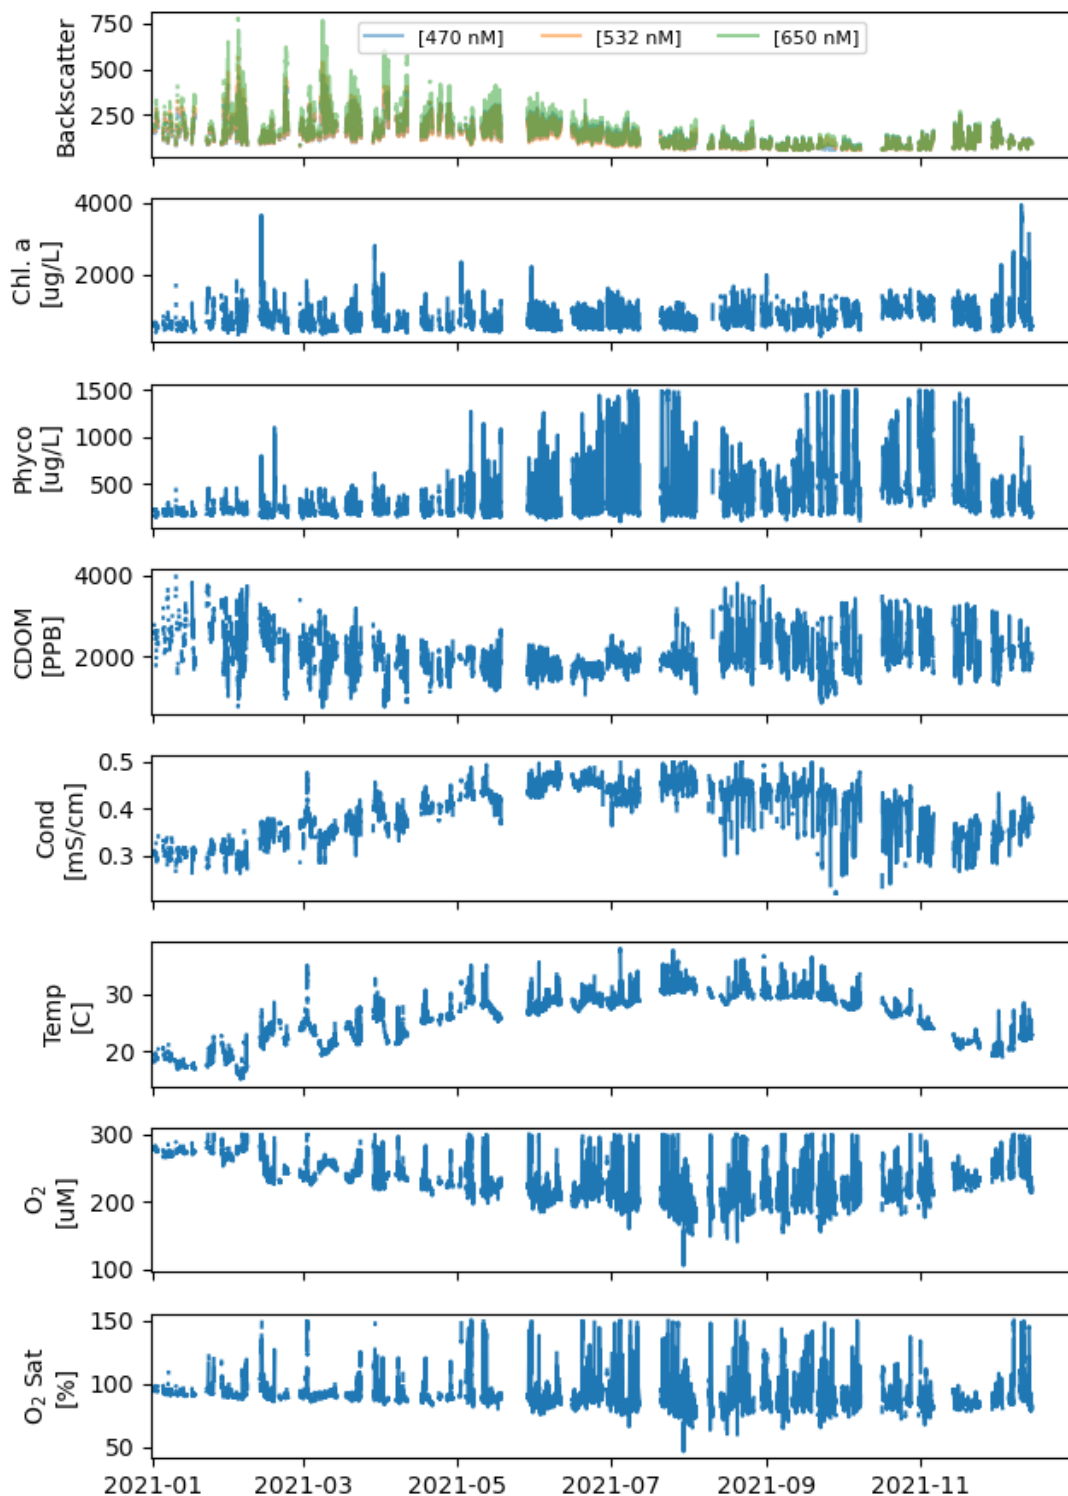 750
500
250
Backscatter
[470 nM]
[532 nM]
[650 nM]
4000
2000
Chl. a
[ug/L]
1500
1000
500
Phyco
[ug/L]
4000
2000
CDOM
[PPB]
0.5
0.4
0.3
Cond
[mS/cm]
30
20
Temp
[C]
300
200
100
O₂
[uM]
150
100
50
O₂ Sat
[%]
2021-01 2021-03 2021-05 2021-07 2021-09 2021-11